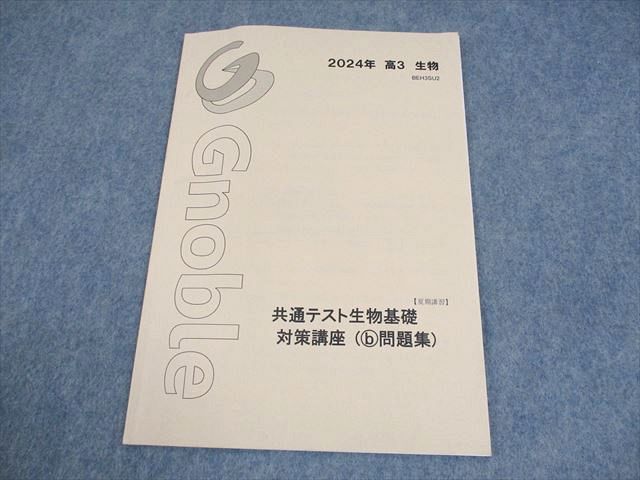 2024年 高3 生物
BEH3SU2
Gnoble
【夏期講習】
共通テスト生物基礎
対策講座（ⓑ問題集）